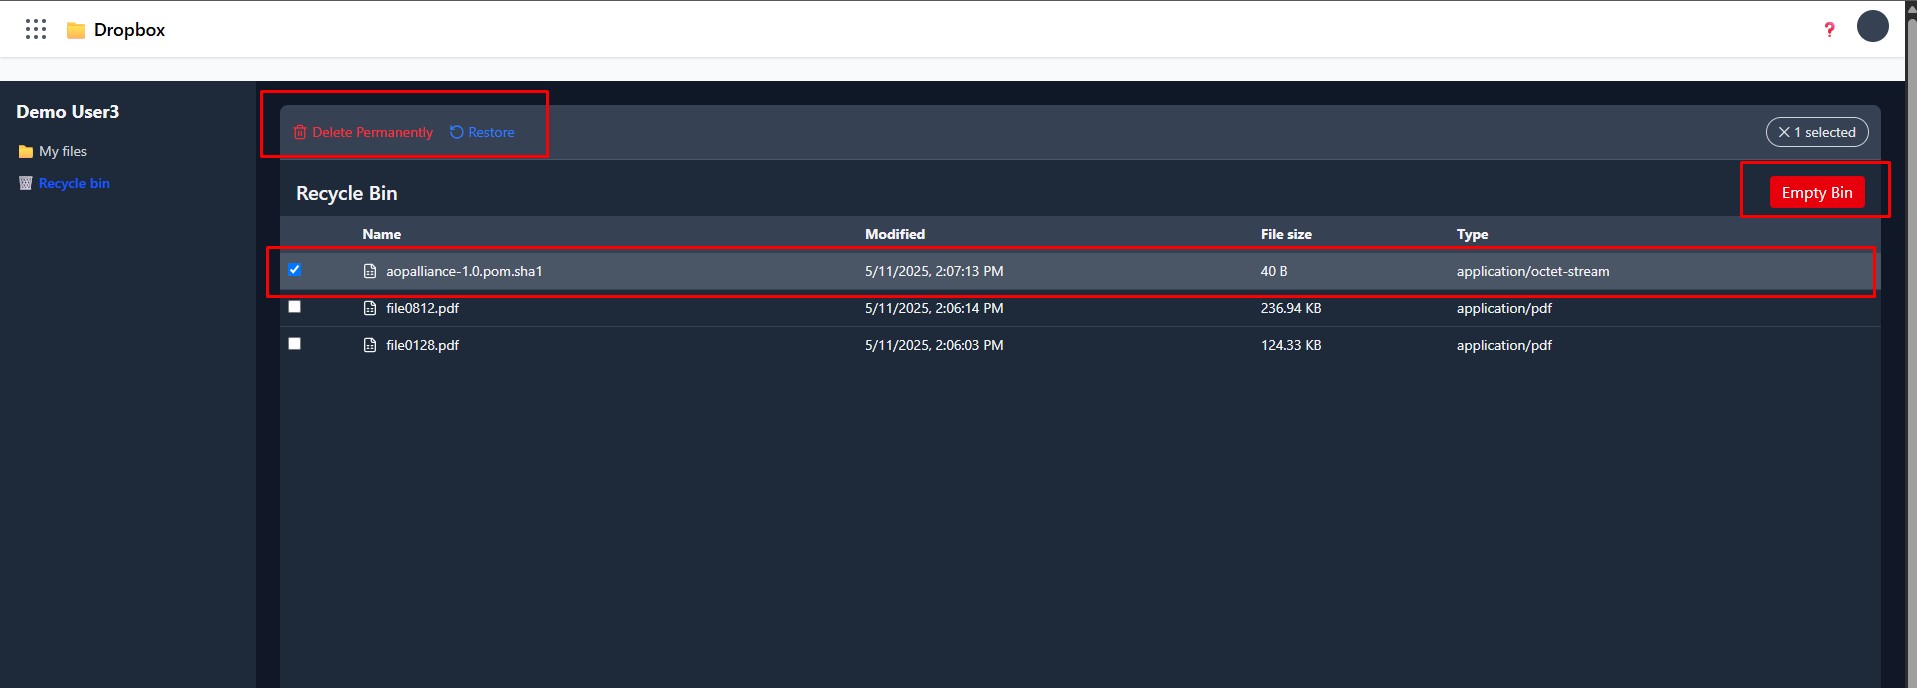 Dropbox
?
Demo User3
My files
Recycle bin
Delete Permanently Restore
1 selected
Recycle Bin
Empty Bin
Name Modified File size Type
aopalliance-1.0.pom.sha1 5/11/2025, 2:07:13 PM 40 B application/octet-stream
file0812.pdf 5/11/2025, 2:06:14 PM 236.94 KB application/pdf
file0128.pdf 5/11/2025, 2:06:03 PM 124.33 KB application/pdf